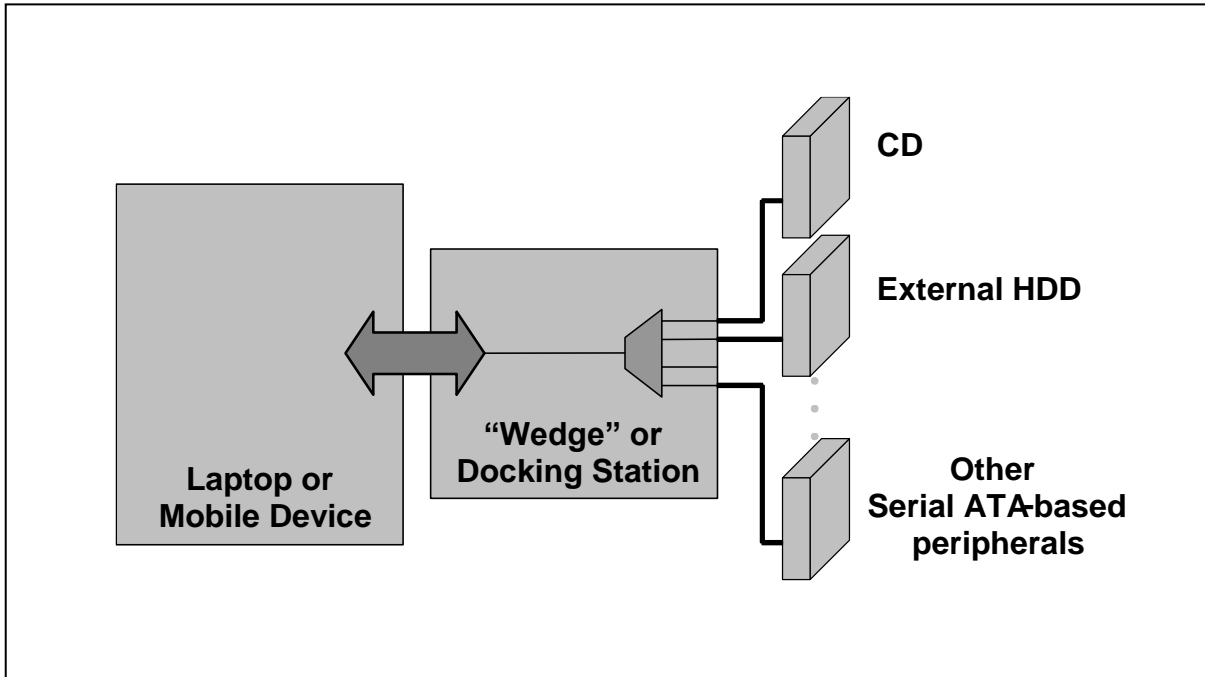 CD
External HDD
“Wedge” or
Docking Station
Laptop or
Mobile Device
Other
Serial ATA-based
peripherals